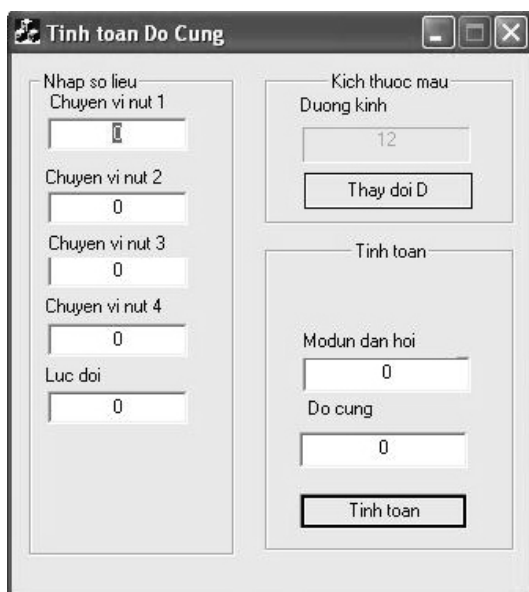 Tinh toan Do Cung
Nhap so lieu
Chuyen vi nut 1
0
Chuyen vi nut 2
0
Chuyen vi nut 3
0
Chuyen vi nut 4
0
Luc doi
0
Kich thuoc mau
Duong kinh
12
Thay doi D
Tinh toan
Modun dan hoi
0
Do cung
0
Tinh toan